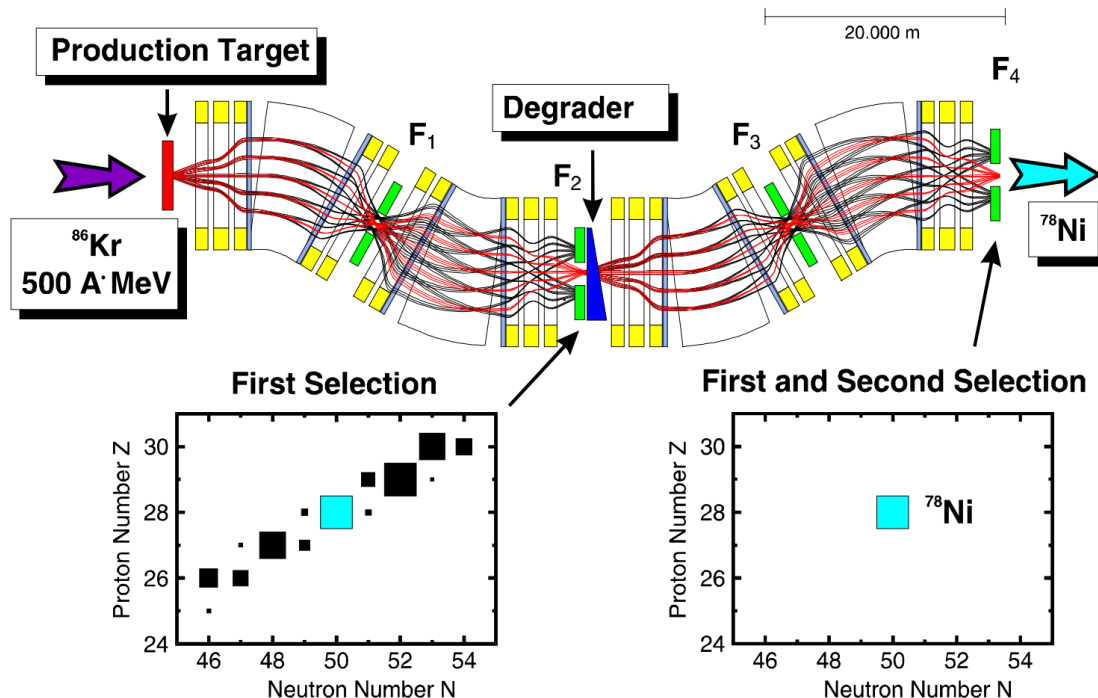 Production Target
20.000 m
F4
Degrader
F1
F3
F2
⁸⁶Kr
500 A·MeV
⁷⁸Ni
First Selection
First and Second Selection
Proton Number Z
30
28
26
24
46 48 50 52 54
Neutron Number N
Proton Number Z
30
28
26
24
⁷⁸Ni
46 48 50 52 54
Neutron Number N